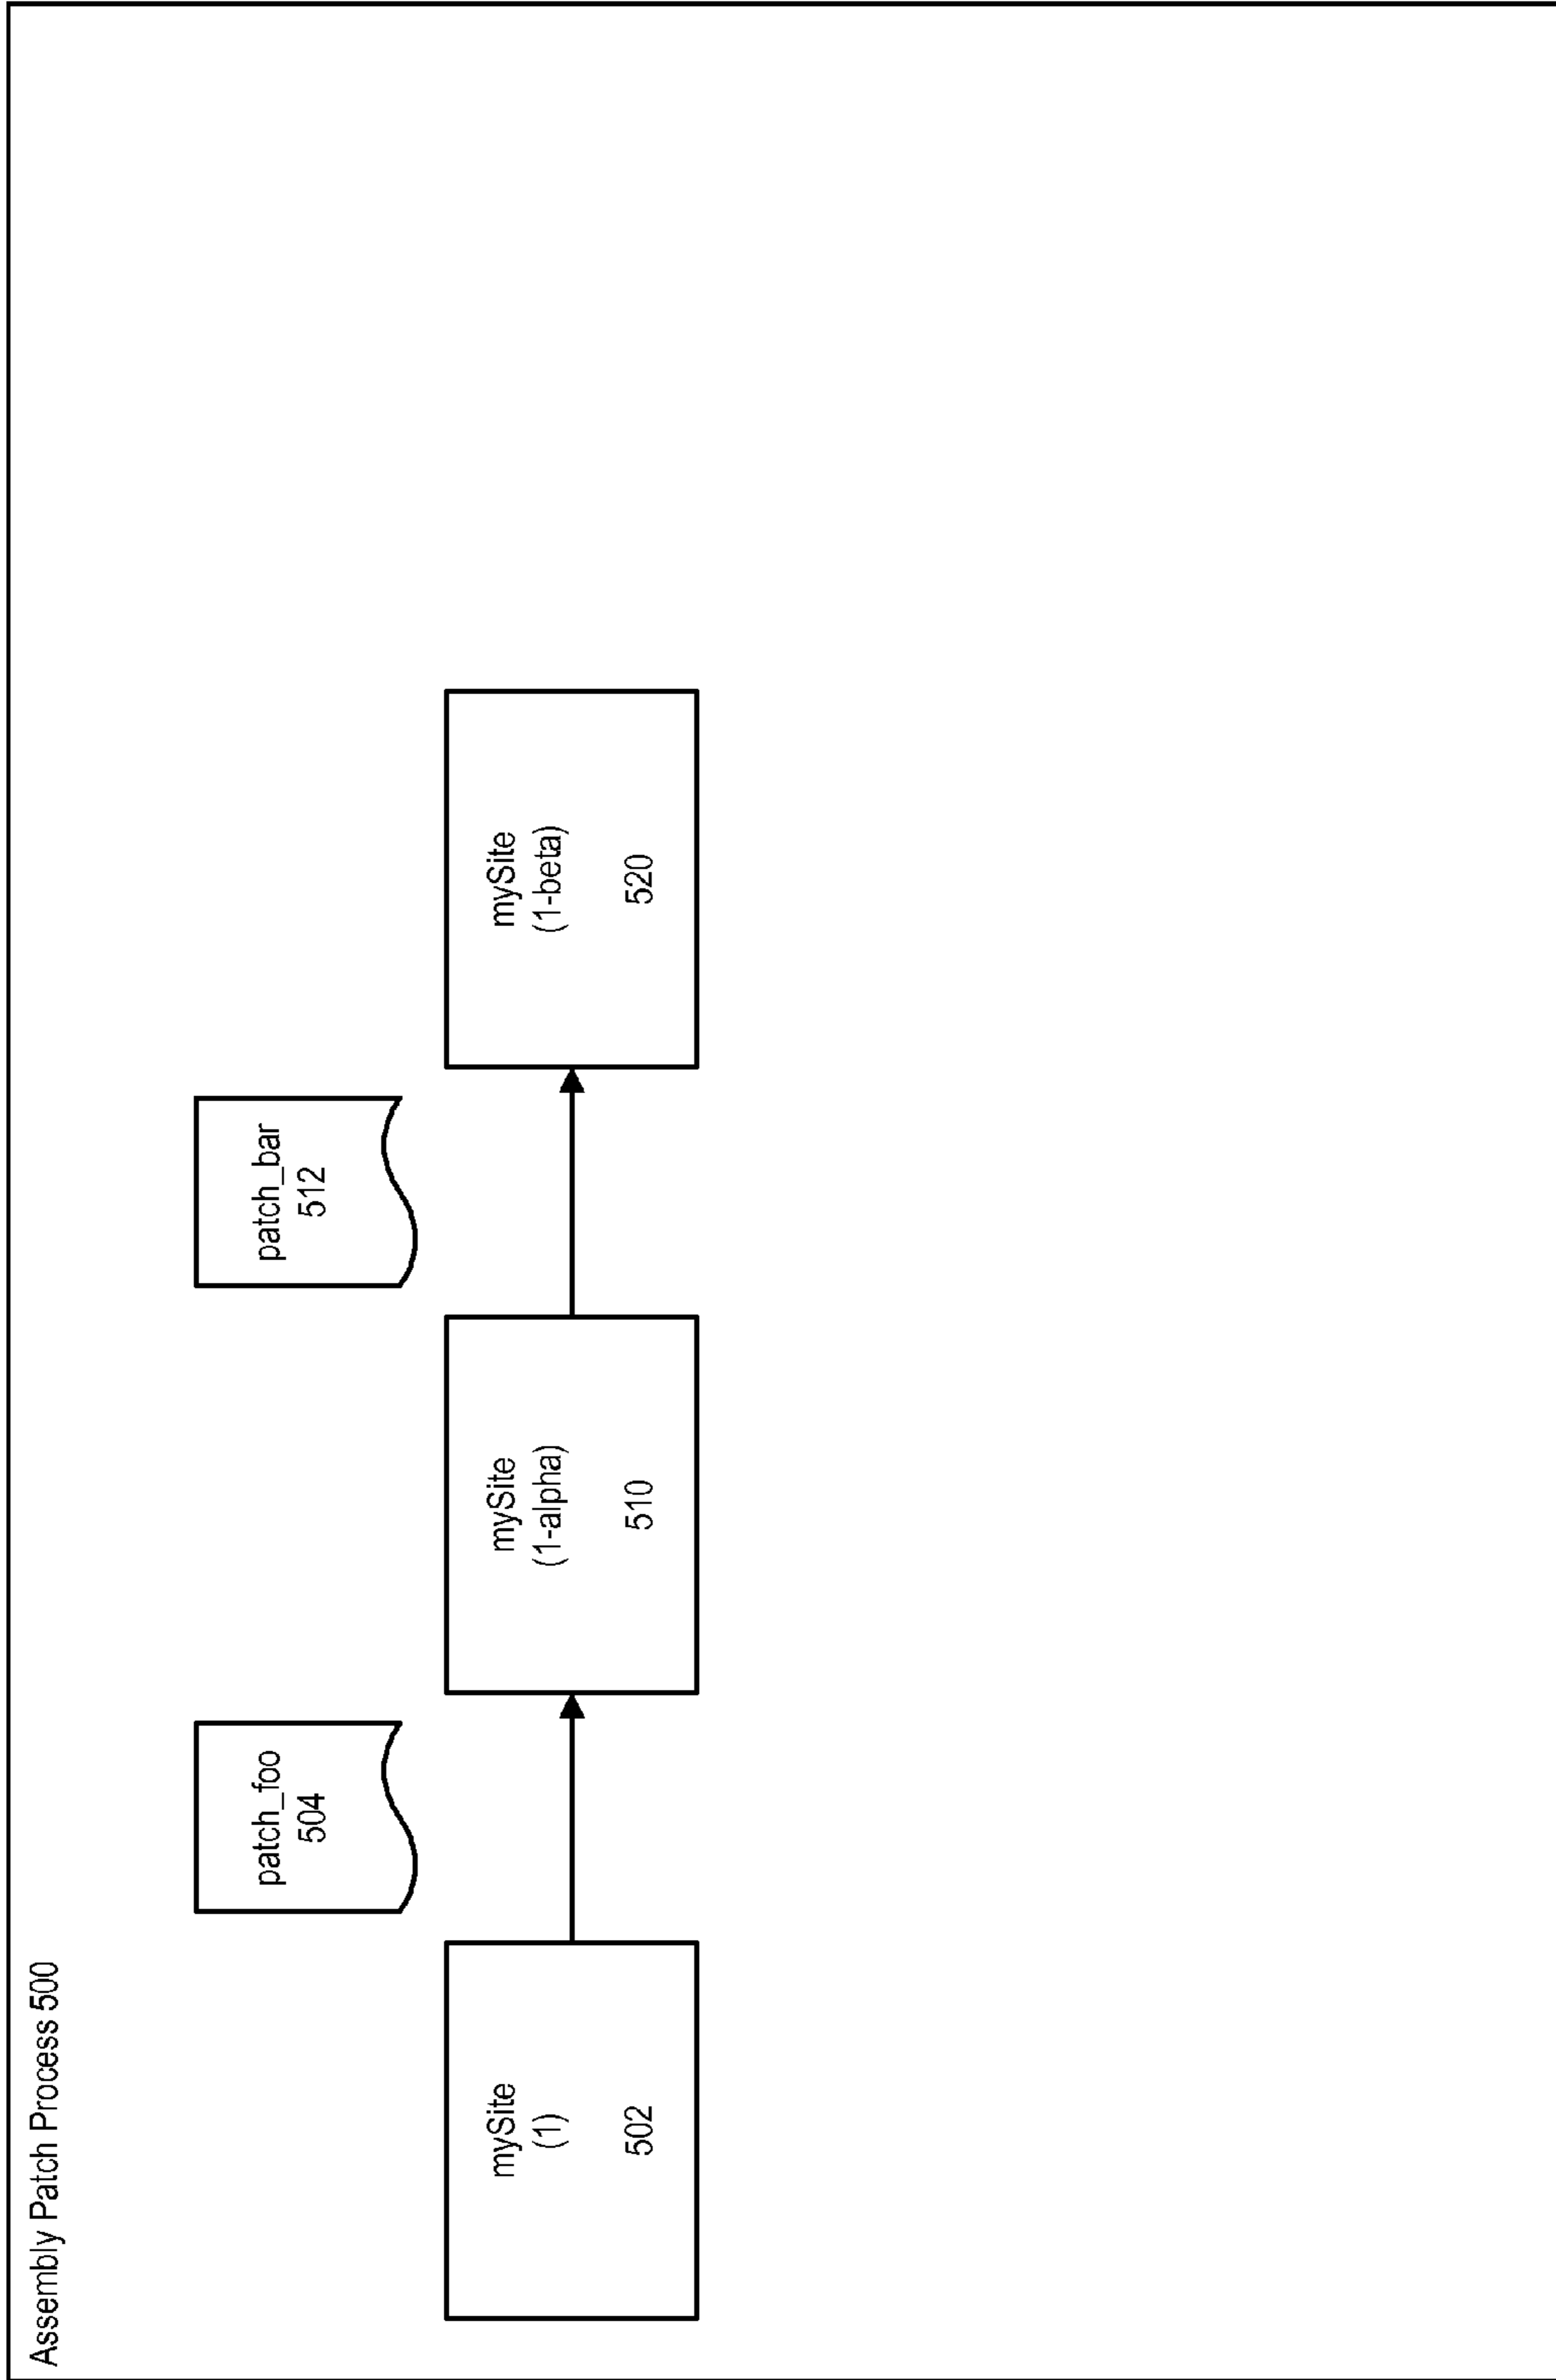 Assembly Patch Process 500
patch_foo
504
patch_bar
512
mySite
(1)
502
mySite
(1-alpha)
510
mySite
(1-beta)
520